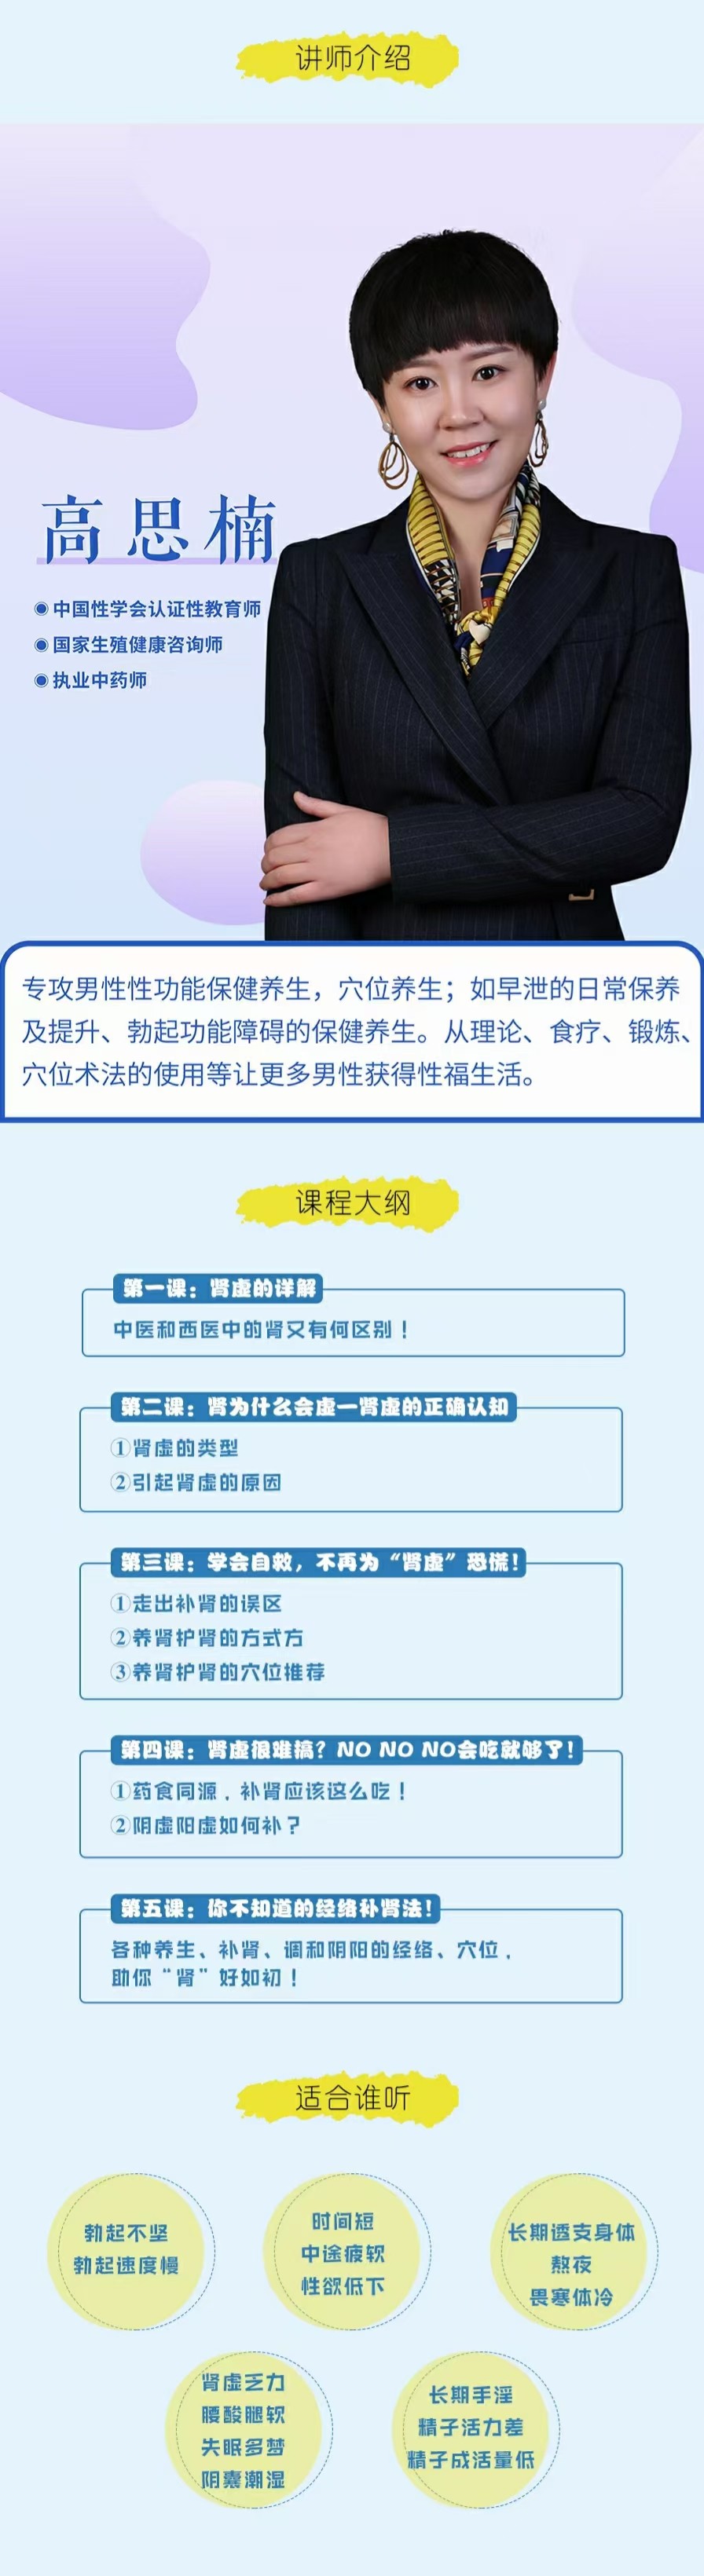 讲师介绍
高思楠
◉中国性学会认证性教育师
◉国家生殖健康咨询师
◉执业中药师
专攻男性性功能保健养生，穴位养生；如早泄的日常保养
及提升、勃起功能障碍的保健养生。从理论、食疗、锻炼、
穴位术法的使用等让更多男性获得性福生活。
课程大纲
第一课：肾虚的详解
中医和西医中的肾又有何区别！
第二课：肾为什么会虚一肾虚的正确认知
①肾虚的类型
②引起肾虚的原因
第三课：学会自救，不再为“肾虚”恐慌！
①走出补肾的误区
②养肾护肾的方式方
③养肾护肾的穴位推荐
第四课：肾虚很难搞？NO NO NO会吃就够了！
①药食同源，补肾应该这么吃！
②阴虚阳虚如何补？
第五课：你不知道的经络补肾法！
各种养生、补肾、调和阴阳的经络、穴位，
助你“肾”好如初！
适合谁听
勃起不坚
勃起速度慢
时间短
中途疲软
性欲低下
长期透支身体
熬夜
畏寒体冷
肾虚乏力
腰酸腿软
失眠多梦
阴囊潮湿
长期手淫
精子活力差
精子成活量低